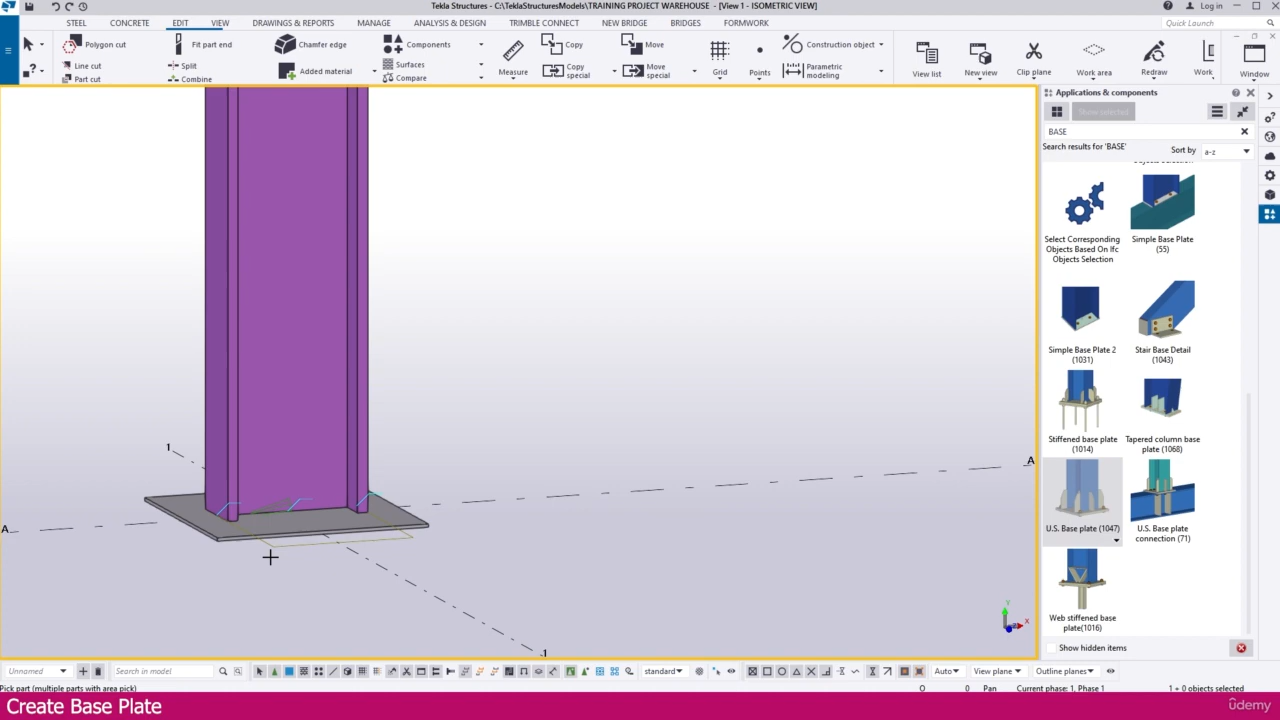 Tekla Structures - C:\TeklaStructuresModels\TRAINING PROJECT WAREHOUSE - [View 1 - ISOMETRIC VIEW]
Log in
STEEL CONCRETE EDIT VIEW DRAWINGS & REPORTS MANAGE ANALYSIS & DESIGN TRIMBLE CONNECT NEW BRIDGE BRIDGES FORMWORK
Quick Launch
Polygon cut
Line cut
Part cut
Fit part end
Split
Combine
Chamfer edge
Added material
Components
Surfaces
Compare
Measure
Copy
Copy special
Move
Move special
Grid
Points
Construction object
Parametric modeling
View list
New view
Clip plane
Work area
Redraw
Work
Window
Applications & components
Show selected
BASE
Search results for 'BASE'
Sort by
a-z
Select Corresponding
Objects Based On Ifc
Objects Selection
Simple Base Plate
(55)
Simple Base Plate 2
(1031)
Stair Base Detail
(1043)
Stiffened base plate
(1014)
Tapered column base
plate (1068)
U.S. Base plate (1047)
U.S. Base plate
connection (71)
Web stiffened base
plate(1016)
Show hidden items
1
A
A
1
Y
X
Unnamed
Search in model
standard
Auto
View plane
Outline planes
Pick part (multiple parts with area pick)
O 0 Pan Current phase: 1, Phase 1 1 + 0 objects selected
Create Base Plate
ûdemy